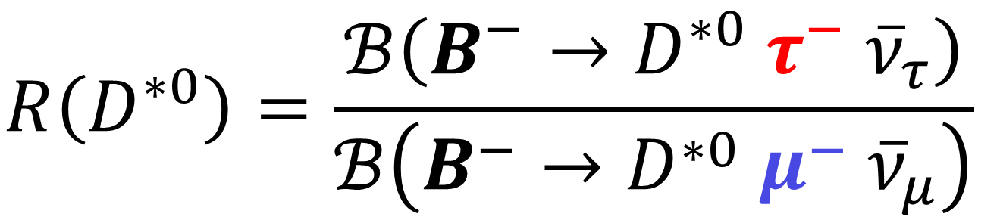 R(D*0) = ℬ(B− → D*0 τ− ν̄τ)
ℬ(B− → D*0 μ− ν̄μ)